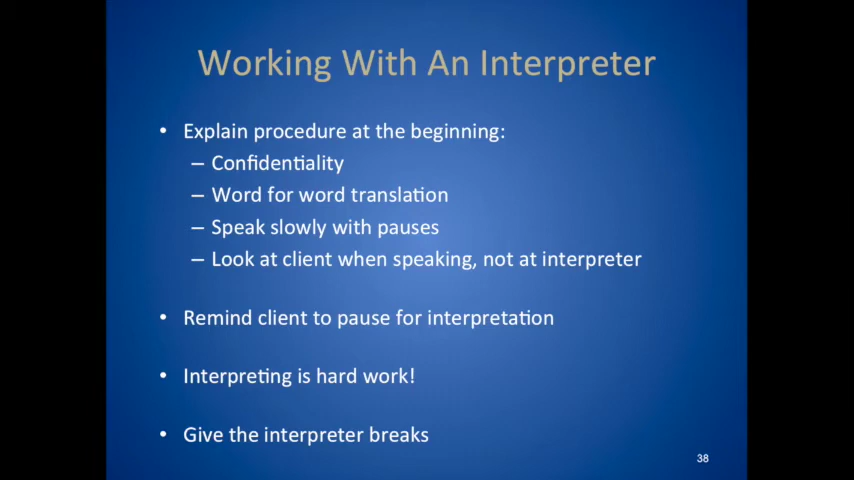 Working With An Interpreter
• Explain procedure at the beginning:
– Confidentiality
– Word for word translation
– Speak slowly with pauses
– Look at client when speaking, not at interpreter
• Remind client to pause for interpretation
• Interpreting is hard work!
• Give the interpreter breaks
38